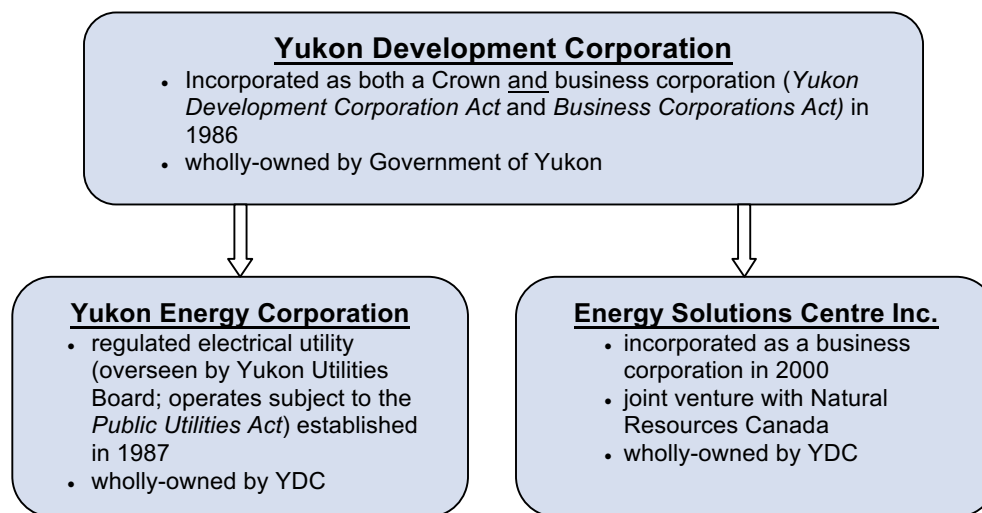 Yukon Development Corporation
• Incorporated as both a Crown and business corporation (Yukon
Development Corporation Act and Business Corporations Act) in
1986
• wholly-owned by Government of Yukon
Yukon Energy Corporation
• regulated electrical utility
(overseen by Yukon Utilities
Board; operates subject to the
Public Utilities Act) established
in 1987
• wholly-owned by YDC
Energy Solutions Centre Inc.
• incorporated as a business
corporation in 2000
• joint venture with Natural
Resources Canada
• wholly-owned by YDC